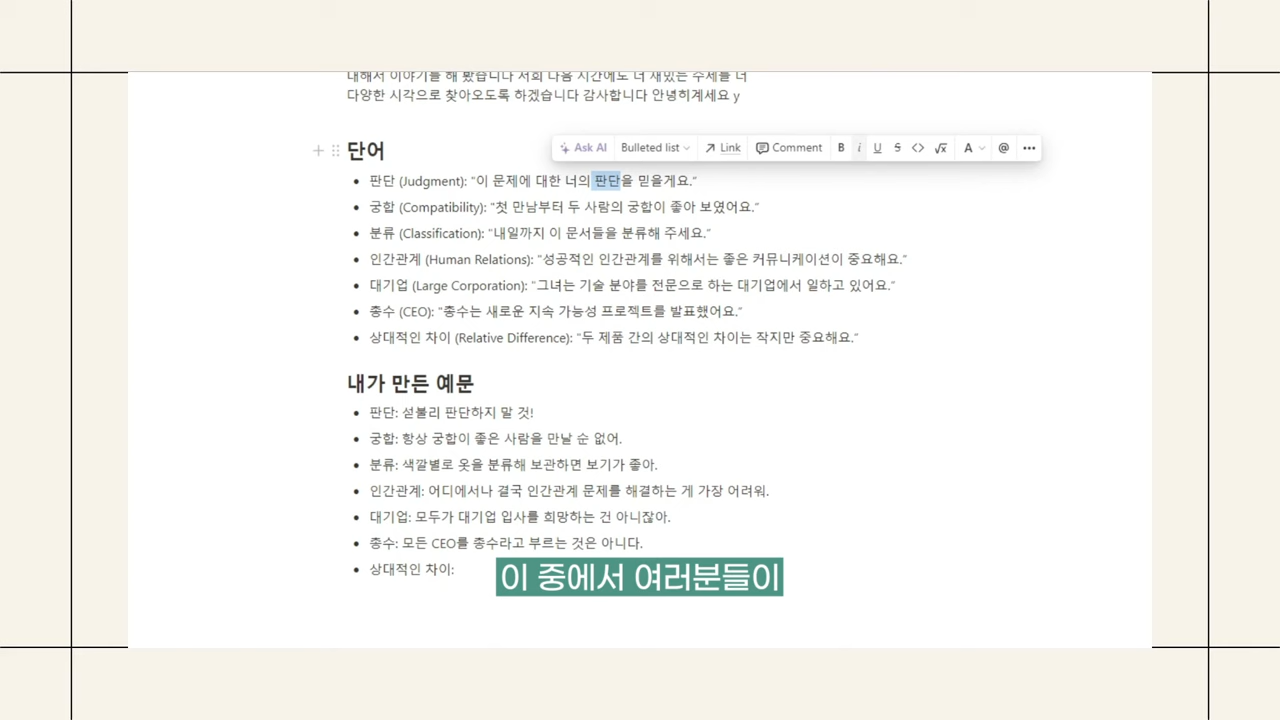 대해서 이야기를 해 봤습니다 저희 다음 시간에도 더 재밌는 주제를 더
다양한 시각으로 찾아오도록 하겠습니다 감사합니다 안녕히계세요 y
단어
Ask AI Bulleted list Link Comment B i U S <> √x A @ •••
• 판단 (Judgment): "이 문제에 대한 너의 판단을 믿을게요."
• 궁합 (Compatibility): "첫 만남부터 두 사람의 궁합이 좋아 보였어요."
• 분류 (Classification): "내일까지 이 문서들을 분류해 주세요."
• 인간관계 (Human Relations): "성공적인 인간관계를 위해서는 좋은 커뮤니케이션이 중요해요."
• 대기업 (Large Corporation): "그녀는 기술 분야를 전문으로 하는 대기업에서 일하고 있어요."
• 총수 (CEO): "총수는 새로운 지속 가능성 프로젝트를 발표했어요."
• 상대적인 차이 (Relative Difference): "두 제품 간의 상대적인 차이는 작지만 중요해요."
내가 만든 예문
• 판단: 섣불리 판단하지 말 것!
• 궁합: 항상 궁합이 좋은 사람을 만날 순 없어.
• 분류: 색깔별로 옷을 분류해 보관하면 보기가 좋아.
• 인간관계: 어디에서나 결국 인간관계 문제를 해결하는 게 가장 어려워.
• 대기업: 모두가 대기업 입사를 희망하는 건 아니잖아.
• 총수: 모든 CEO를 총수라고 부르는 것은 아니다.
• 상대적인 차이:
이 중에서 여러분들이